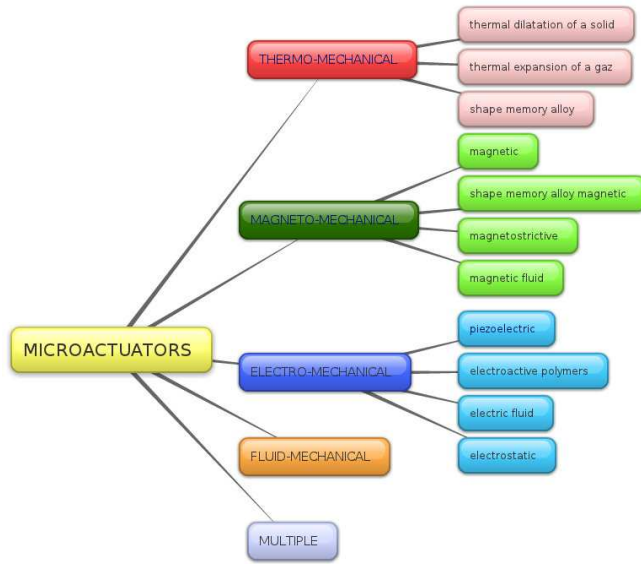 MICROACTUATORS
THERMO-MECHANICAL
thermal dilatation of a solid
thermal expansion of a gaz
shape memory alloy
MAGNETO-MECHANICAL
magnetic
shape memory alloy magnetic
magnetostrictive
magnetic fluid
ELECTRO-MECHANICAL
piezoelectric
electroactive polymers
electric fluid
electrostatic
FLUID-MECHANICAL
MULTIPLE